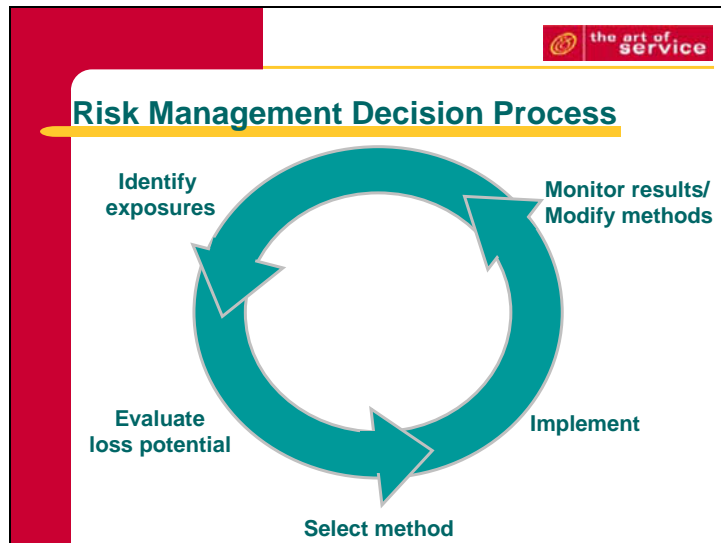 the art of
service
Risk Management Decision Process
Identify
exposures
Monitor results/
Modify methods
Evaluate
loss potential
Implement
Select method